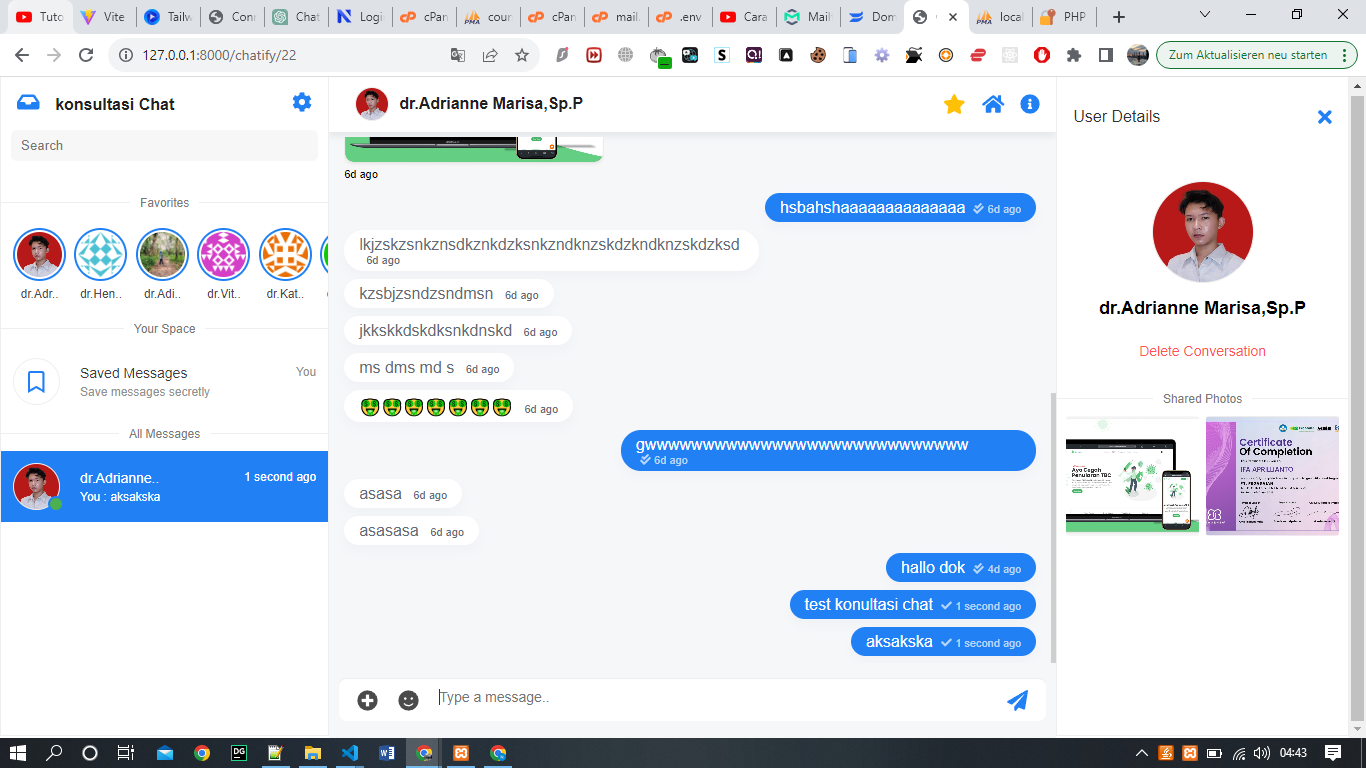 Tuto
Vite
Tailw
Conn
Chat
Login
cPan
cour
cPan
mail.
.env
Cara
Mailt
Dom
local
PHP
127.0.0.1:8000/chatify/22
Zum Aktualisieren neu starten
konsultasi Chat
Search
Favorites
dr.Adr..
dr.Hen..
dr.Adi..
dr.Vit..
dr.Kat..
Your Space
Saved Messages
You
Save messages secretly
All Messages
dr.Adrianne..
1 second ago
You : aksakska
dr.Adrianne Marisa,Sp.P
6d ago
hsbahshaaaaaaaaaaaaaa 6d ago
lkjzskzsnkznsdkznkdzksnkzndknzskdzkndknzskdzksd
6d ago
kzsbjzsndzsndmsn 6d ago
jkkskkdskdksnkdnskd 6d ago
ms dms md s 6d ago
🤑🤑🤑🤑🤑🤑🤑 6d ago
gwwwwwwwwwwwwwwwwwwwwwwwwwwww
6d ago
asasa 6d ago
asasasa 6d ago
hallo dok 4d ago
test konultasi chat 1 second ago
aksakska 1 second ago
Type a message..
User Details
dr.Adrianne Marisa,Sp.P
Delete Conversation
Shared Photos
Ayo Cegah
Penularan TBC
Certificate
Of Completion
IFA APRILLIANTO
04:43